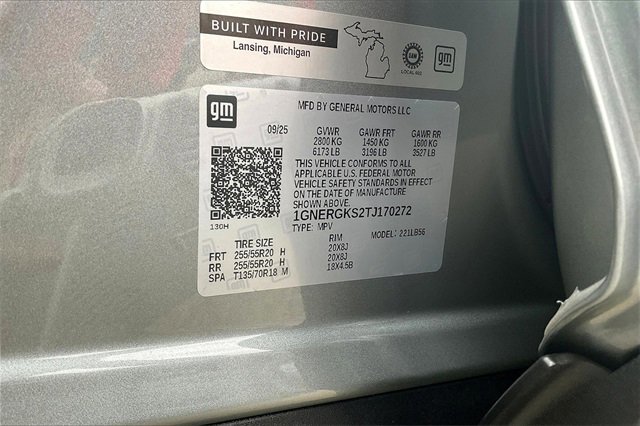 BUILT WITH PRIDE
Lansing, Michigan
UAW
LOCAL 602
gm
gm
MFD BY GENERAL MOTORS LLC
09/25 GVWR GAWR FRT GAWR RR
2800 KG 1450 KG 1600 KG
6173 LB 3196 LB 3527 LB
THIS VEHICLE CONFORMS TO ALL
APPLICABLE U.S. FEDERAL MOTOR
VEHICLE SAFETY STANDARDS IN EFFECT
ON THE DATE OF MANUFACTURE
SHOWN ABOVE.
1GNERGKS2TJ170272
130H
TYPE: MPV MODEL: 221LB56
TIRE SIZE RIM
FRT 255/55R20 H 20X8J
RR 255/55R20 H 20X8J
SPA T135/70R18 M 18X4.5B